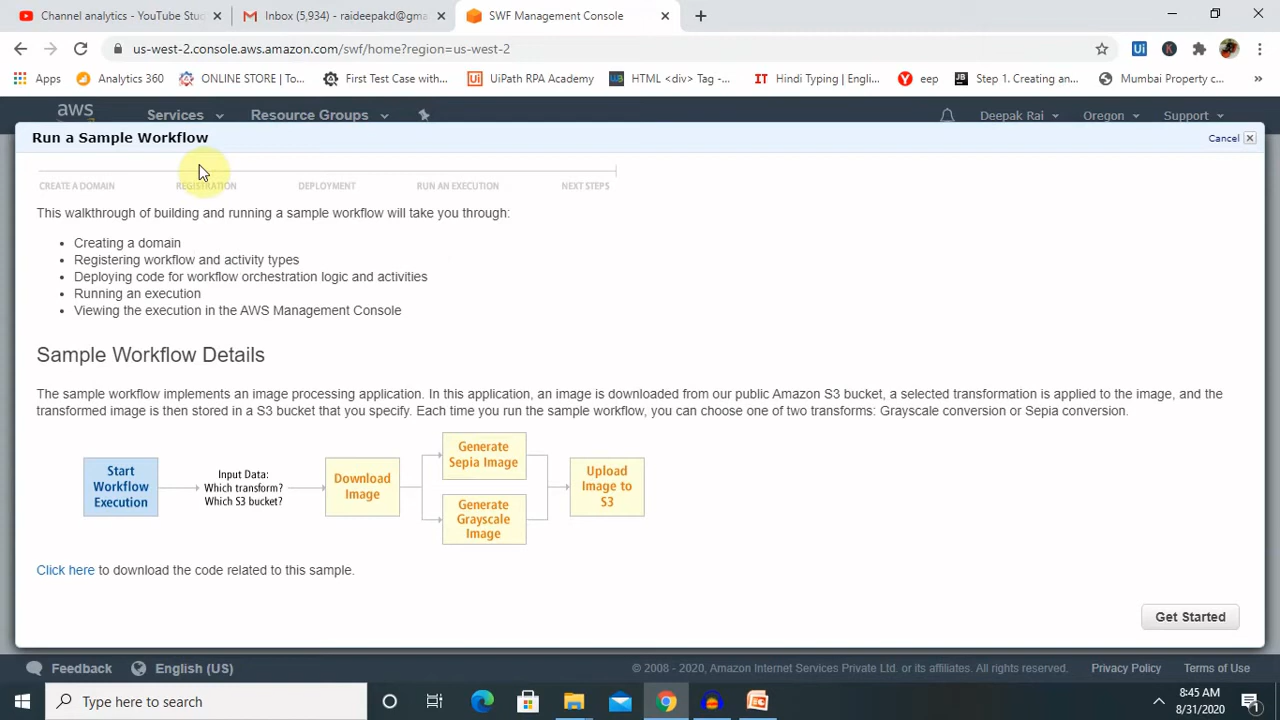 Channel analytics - YouTube Stu
Inbox (5,934) - raideepakd@gma
SWF Management Console
us-west-2.console.aws.amazon.com/swf/home?region=us-west-2
Apps
Analytics 360
ONLINE STORE | To...
First Test Case with...
UiPath RPA Academy
HTML <div> Tag -...
Hindi Typing | Engli...
eep
Step 1. Creating an...
Mumbai Property c...
aws
Services
Resource Groups
Deepak Rai
Oregon
Support
Run a Sample Workflow
Cancel
CREATE A DOMAIN
REGISTRATION
DEPLOYMENT
RUN AN EXECUTION
NEXT STEPS
This walkthrough of building and running a sample workflow will take you through:
• Creating a domain
• Registering workflow and activity types
• Deploying code for workflow orchestration logic and activities
• Running an execution
• Viewing the execution in the AWS Management Console
Sample Workflow Details
The sample workflow implements an image processing application. In this application, an image is downloaded from our public Amazon S3 bucket, a selected transformation is applied to the image, and the
transformed image is then stored in a S3 bucket that you specify. Each time you run the sample workflow, you can choose one of two transforms: Grayscale conversion or Sepia conversion.
Start
Workflow
Execution
Input Data:
Which transform?
Which S3 bucket?
Download
Image
Generate
Sepia Image
Generate
Grayscale
Image
Upload
Image to
S3
Click here to download the code related to this sample.
Get Started
Feedback
English (US)
© 2008 - 2020, Amazon Internet Services Private Ltd. or its affiliates. All rights reserved.
Privacy Policy
Terms of Use
Type here to search
8:45 AM
8/31/2020